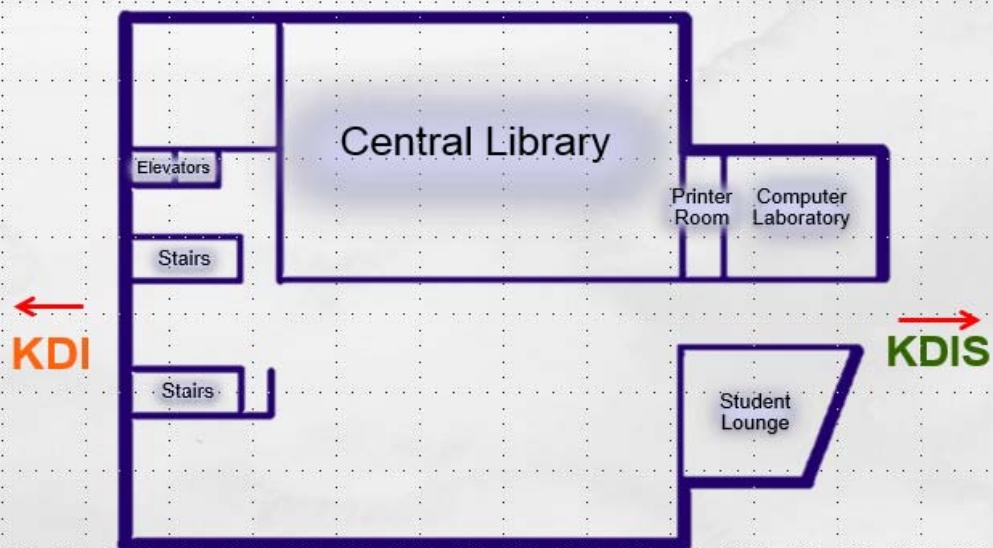 Central Library
Elevators
Printer
Room
Computer
Laboratory
Stairs
KDI
KDIS
Stairs
Student
Lounge